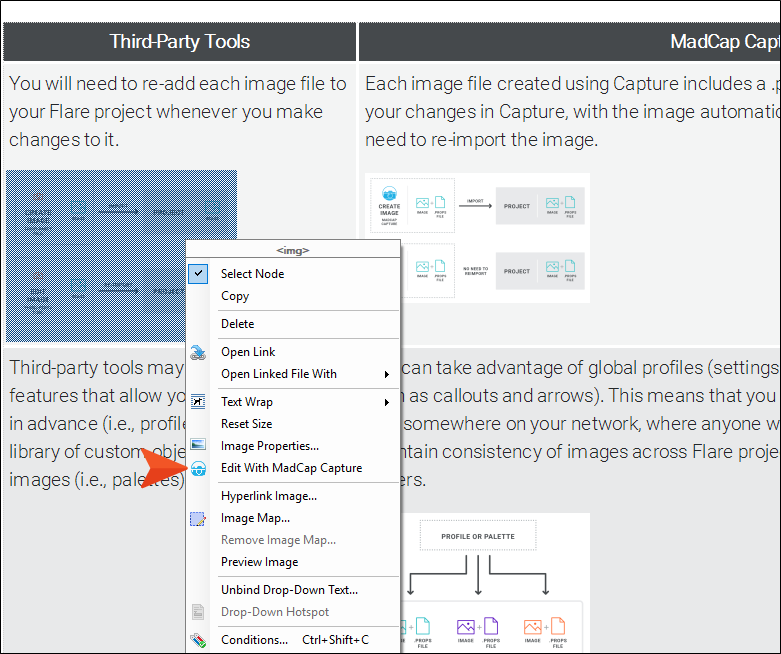 Third-Party Tools
MadCap Capt
You will need to re-add each image file to
your Flare project whenever you make
changes to it.
Each image file created using Capture includes a .p
your changes in Capture, with the image automatic
need to re-import the image.
CREATE
IMAGE
MADCAP
CAPTURE
IMAGE
PROPS
FILE
IMPORT
PROJECT
IMAGE
PROPS
FILE
IMAGE
PROPS
FILE
NO NEED TO
REIMPORT
PROJECT
IMAGE
PROPS
FILE
<img>
Select Node
Copy
Delete
Open Link
Open Linked File With
Text Wrap
Reset Size
Image Properties...
Edit With MadCap Capture
Hyperlink Image...
Image Map...
Remove Image Map...
Preview Image
Unbind Drop-Down Text...
Drop-Down Hotspot
Conditions... Ctrl+Shift+C
Third-party tools may
features that allow yo
in advance (i.e., profile
library of custom obje
images (i.e., palettes)
can take advantage of global profiles (settings
as callouts and arrows). This means that you
somewhere on your network, where anyone w
ntain consistency of images across Flare proje
ers.
PROFILE OR PALETTE
PROPS
FILE
IMAGE
PROPS
FILE
IMAGE
PROPS
FILE